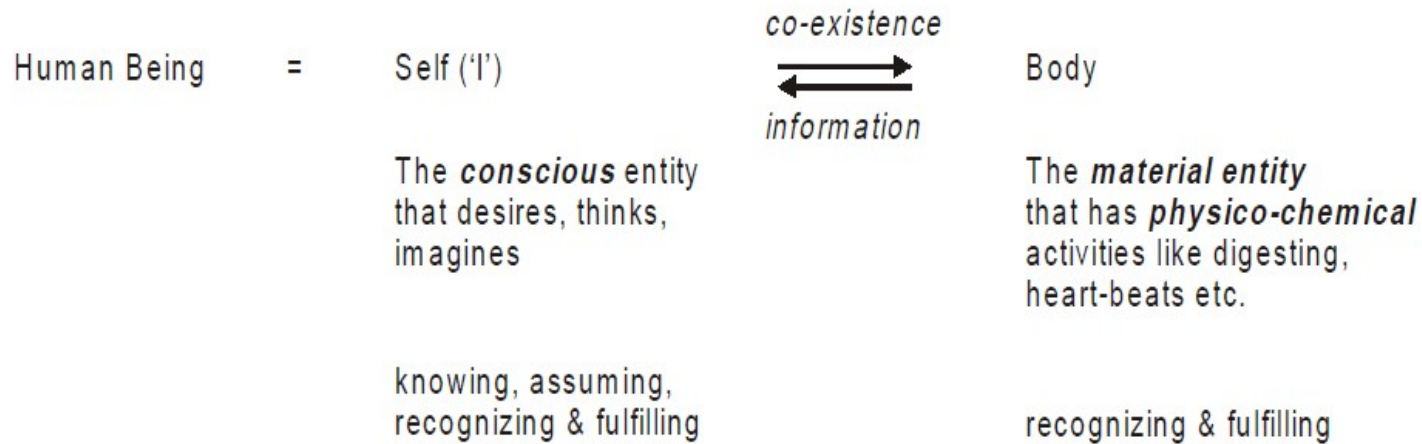 co-existence
Human Being = Self (‘I’) Body
information
The conscious entity
that desires, thinks,
imagines
The material entity
that has physico-chemical
activities like digesting,
heart-beats etc.
knowing, assuming,
recognizing & fulfilling
recognizing & fulfilling